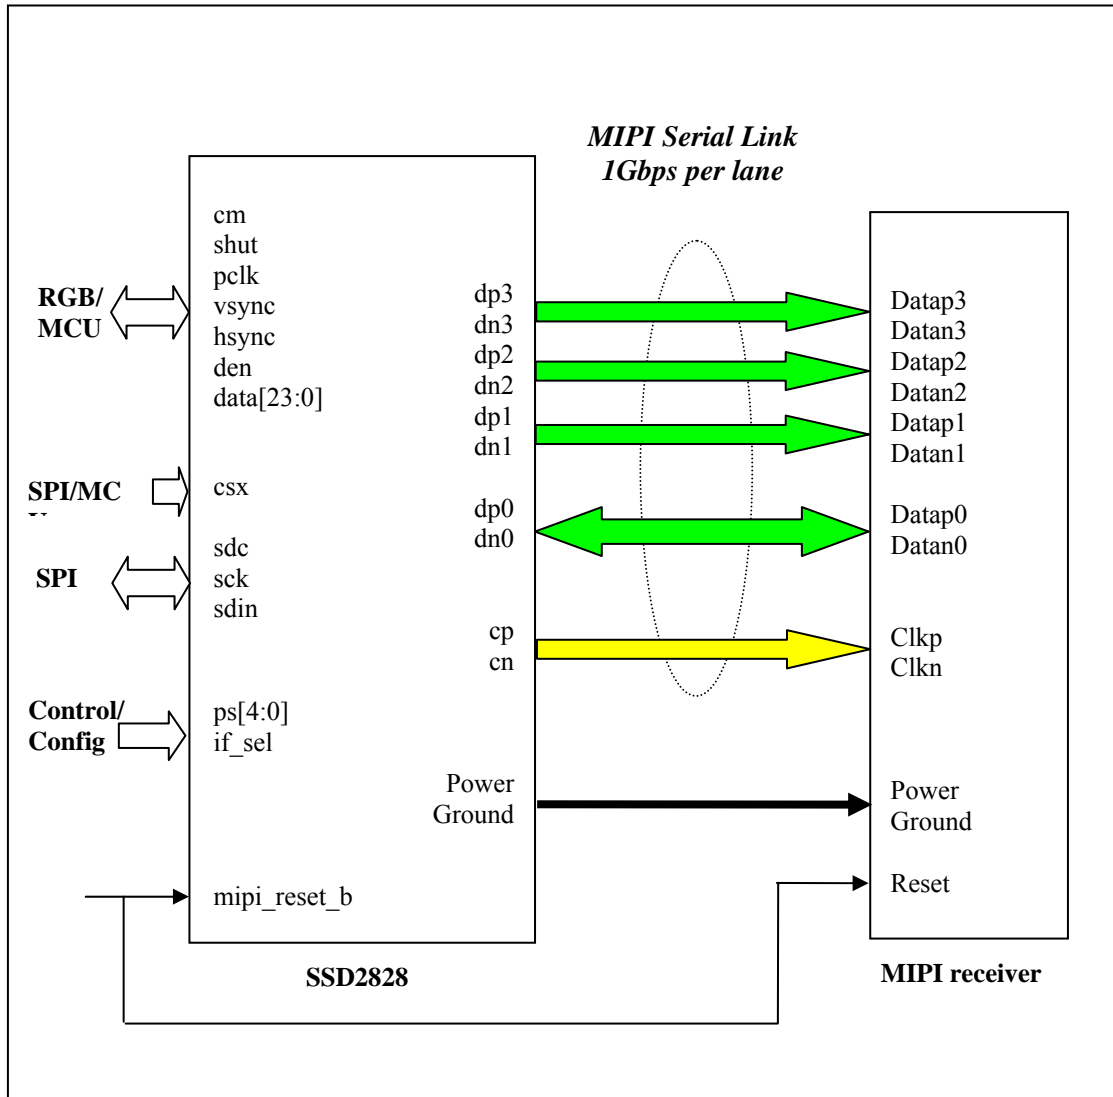 MIPI Serial Link
1Gbps per lane
RGB/
MCU
cm
shut
pclk
vsync
hsync
den
data[23:0]
SPI/MC
csx
SPI
sdc
sck
sdin
Control/
Config
ps[4:0]
if_sel
mipi_reset_b
dp3
dn3
dp2
dn2
dp1
dn1
dp0
dn0
cp
cn
Power
Ground
SSD2828
Datap3
Datan3
Datap2
Datan2
Datap1
Datan1
Datap0
Datan0
Clkp
Clkn
Power
Ground
Reset
MIPI receiver